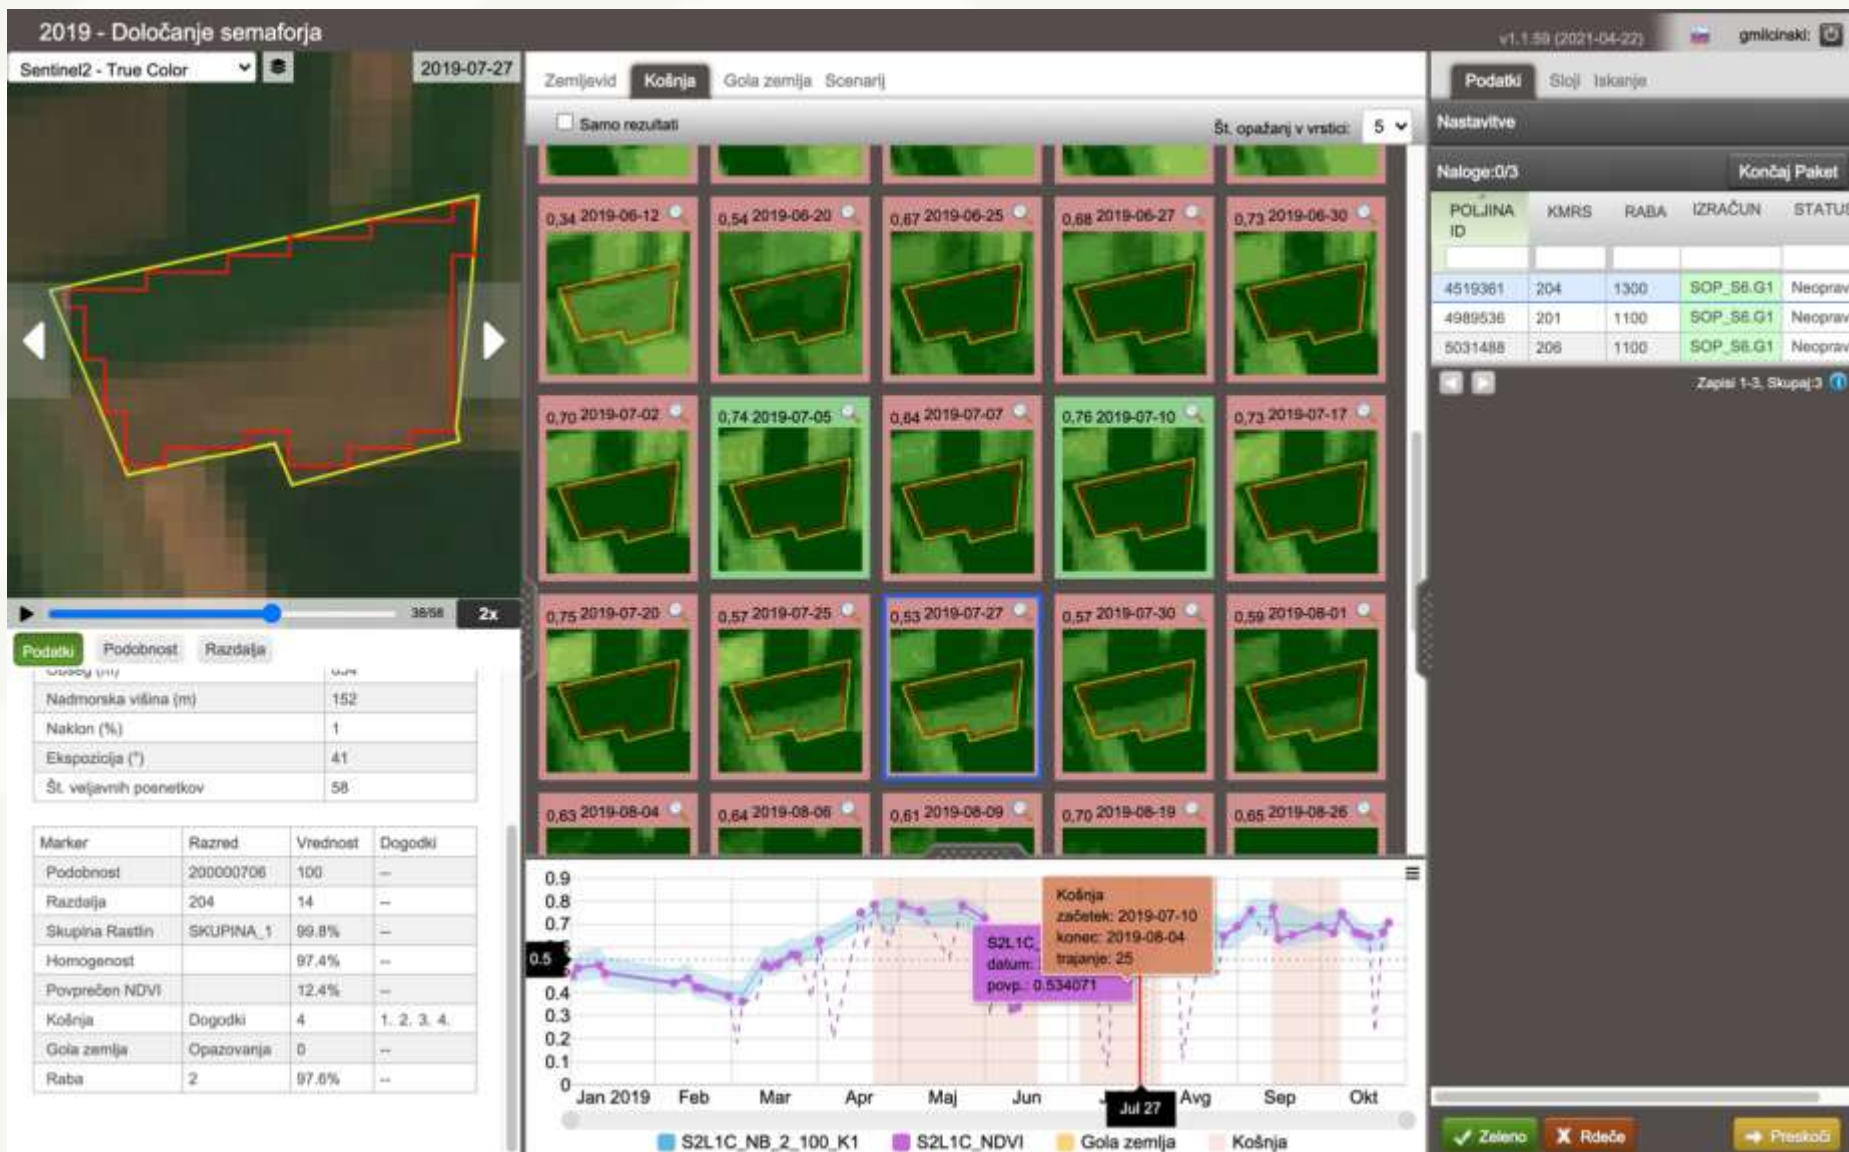 2019 - Določanje semaforja
v1.1.59 (2021-04-22)
gmilcinski:
Sentinel2 - True Color
2019-07-27
38/58
2x
Podatki Podobnost Razdalja
Obseg (m)
Nadmorska višina (m) 152
Naklon (%) 1
Ekspozicija (°) 41
Št. veljavnih posnetkov 58
Marker Razred Vrednost Dogodki
Podobnost 200000706 100 --
Razdalja 204 14 --
Skupina Rastlin SKUPINA_1 99.8% --
Homogenost 97.4% --
Povprečen NDVI 12.4% --
Košnja Dogodki 4 1. 2. 3. 4.
Gola zemlja Opazovanja 0 --
Raba 2 97.6% --
Zemljevid Košnja Gola zemlja Scenarij
Samo rezultati
Št. opažanj v vrstici: 5
0,34 2019-06-12
0,54 2019-06-20
0,67 2019-06-25
0,68 2019-06-27
0,73 2019-06-30
0,70 2019-07-02
0,74 2019-07-05
0,64 2019-07-07
0,76 2019-07-10
0,73 2019-07-17
0,75 2019-07-20
0,57 2019-07-25
0,53 2019-07-27
0,57 2019-07-30
0,59 2019-08-01
0,63 2019-08-04
0,64 2019-08-06
0,61 2019-08-09
0,70 2019-08-19
0,65 2019-08-26
0.9
0.8
0.7
0.5
0.4
0.3
0.2
0.1
0
Košnja
začetek: 2019-07-10
konec: 2019-08-04
trajanje: 25
S2L1C_
datum:
povp.: 0.534071
Jan 2019 Feb Mar Apr Maj Jun Jul 27 Avg Sep Okt
S2L1C_NB_2_100_K1 S2L1C_NDVI Gola zemlja Košnja
Podatki Sloji Iskanje
Nastavitve
Naloge:0/3 Končaj Paket
POLJINA ID KMRS RABA IZRAČUN STATUS
4519361 204 1300 SOP_S6.G1 Neoprav
4989536 201 1100 SOP_S6.G1 Neoprav
5031488 206 1100 SOP_S6.G1 Neoprav
Zapisi 1-3, Skupaj:3
Zeleno Rdeče Preskoči